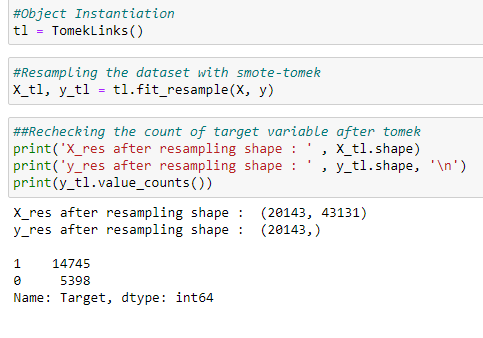 #Object Instantiation
tl = TomekLinks()
#Resampling the dataset with smote-tomek
X_tl, y_tl = tl.fit_resample(X, y)
##Rechecking the count of target variable after tomek
print('X_res after resampling shape : ' , X_tl.shape)
print('y_res after resampling shape : ' , y_tl.shape, '\n')
print(y_tl.value_counts())
X_res after resampling shape :  (20143, 43131)
y_res after resampling shape :  (20143,)
1    14745
0     5398
Name: Target, dtype: int64